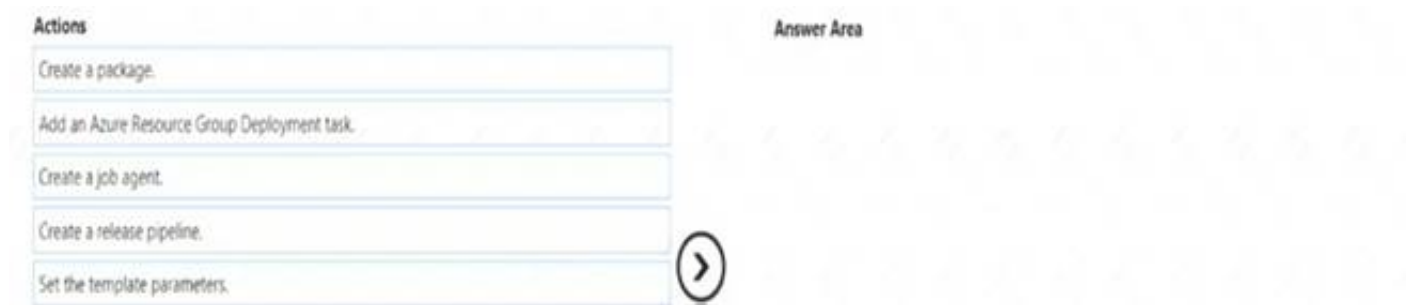 Actions
Answer Area
Create a package.
Add an Azure Resource Group Deployment task.
Create a job agent.
Create a release pipeline.
Set the template parameters.